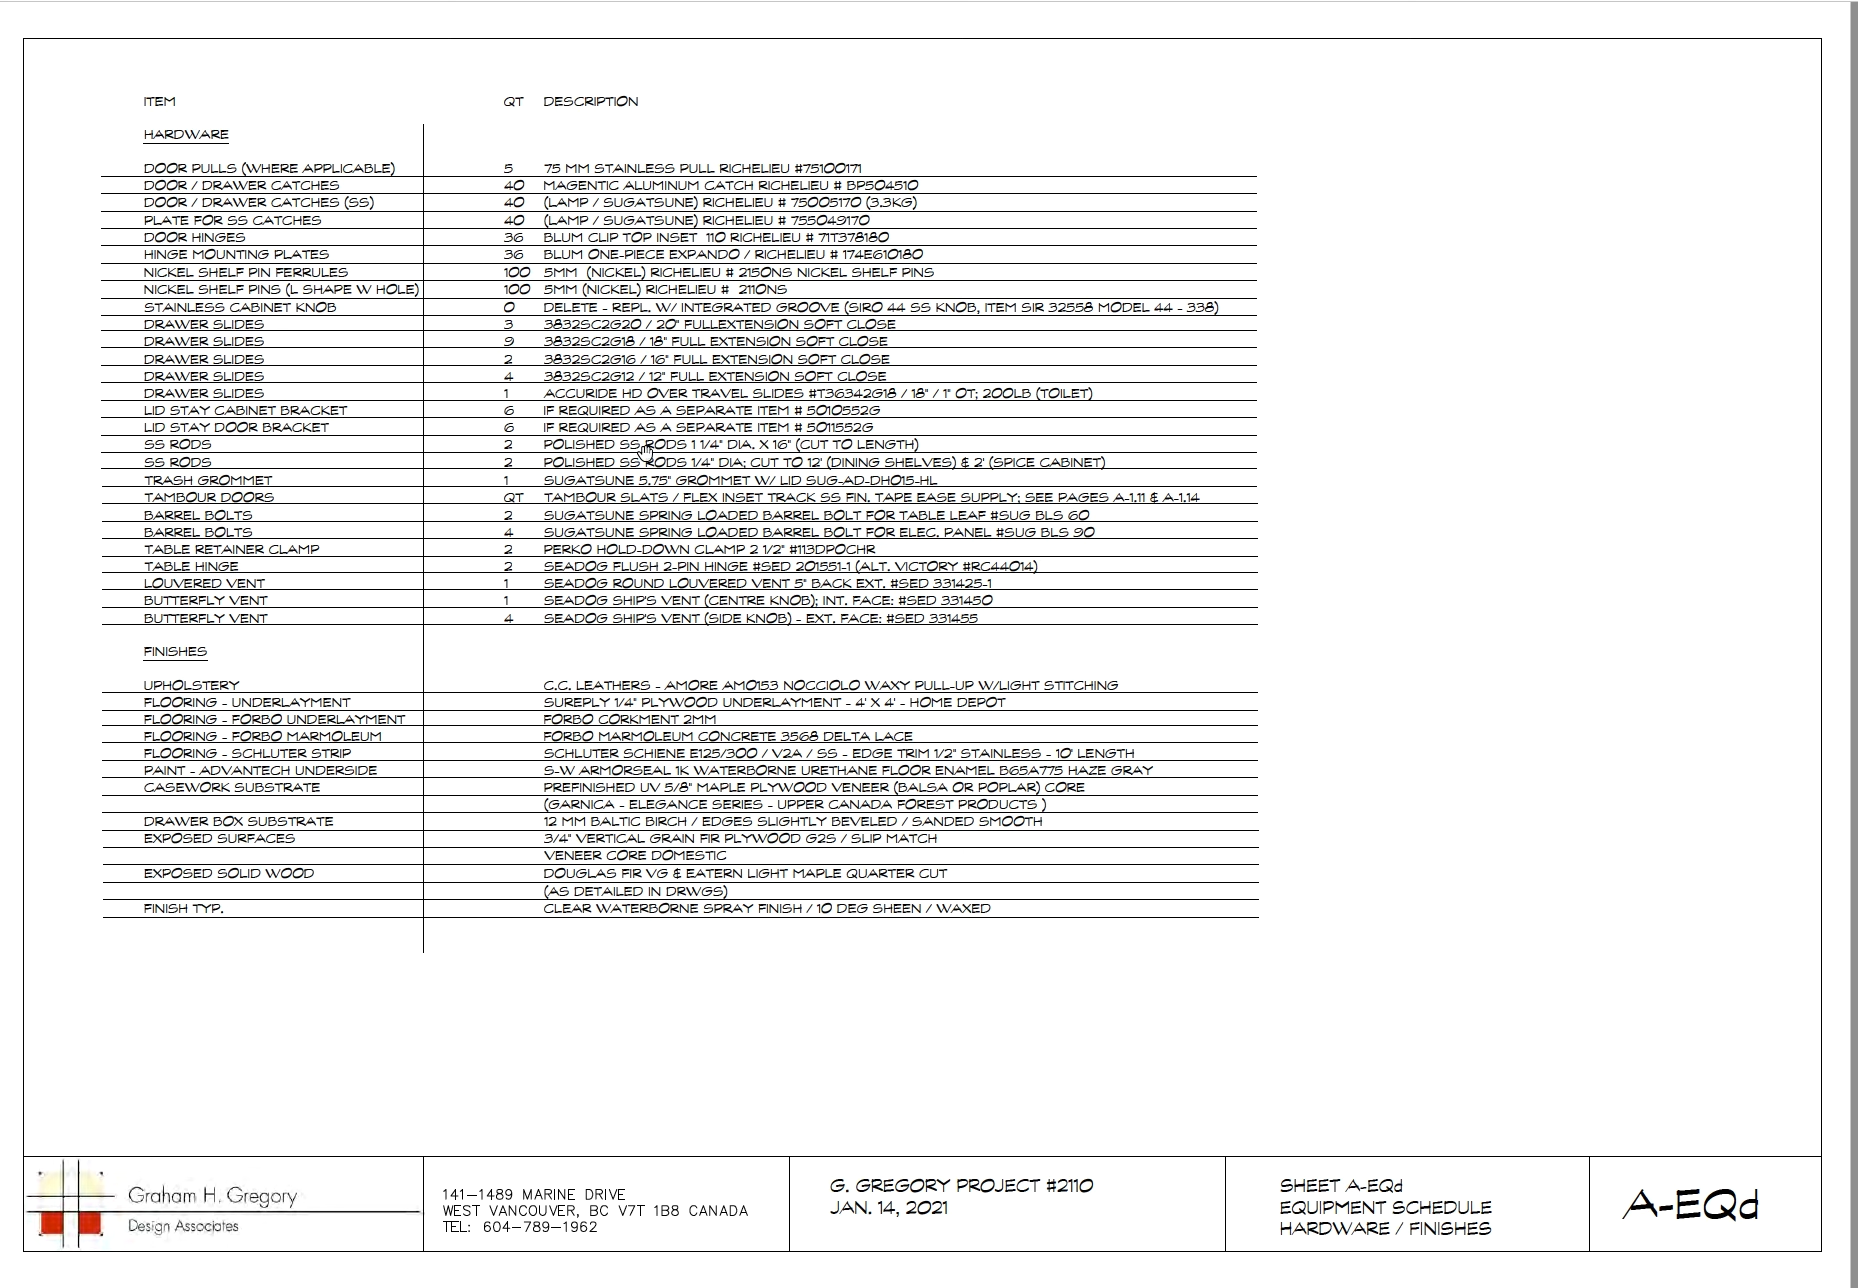 ITEM QT DESCRIPTION
HARDWARE
DOOR PULLS (WHERE APPLICABLE) 5 75 MM STAINLESS PULL RICHELIEU #75100171
DOOR / DRAWER CATCHES 40 MAGENTIC ALUMINUM CATCH RICHELIEU # BP504510
DOOR / DRAWER CATCHES (SS) 40 (LAMP / SUGATSUNE) RICHELIEU # 75005170 (3.3KG)
PLATE FOR SS CATCHES 40 (LAMP / SUGATSUNE) RICHELIEU # 755049170
DOOR HINGES 36 BLUM CLIP TOP INSET 110 RICHELIEU # 71T378180
HINGE MOUNTING PLATES 36 BLUM ONE-PIECE EXPANDO / RICHELIEU # 174E610180
NICKEL SHELF PIN FERRULES 100 5MM (NICKEL) RICHELIEU # 2150NS NICKEL SHELF PINS
NICKEL SHELF PINS (L SHAPE W HOLE) 100 5MM (NICKEL) RICHELIEU # 2110NS
STAINLESS CABINET KNOB 0 DELETE - REPL. W/ INTEGRATED GROOVE (SIRO 44 SS KNOB, ITEM SIR 32558 MODEL 44 - 338)
DRAWER SLIDES 3 3832SC2G20 / 20" FULLEXTENSION SOFT CLOSE
DRAWER SLIDES 9 3832SC2G18 / 18" FULL EXTENSION SOFT CLOSE
DRAWER SLIDES 2 3832SC2G16 / 16" FULL EXTENSION SOFT CLOSE
DRAWER SLIDES 4 3832SC2G12 / 12" FULL EXTENSION SOFT CLOSE
DRAWER SLIDES 1 ACCURIDE HD OVER TRAVEL SLIDES #T36342G18 / 18" / 1" OT; 200LB (TOILET)
LID STAY CABINET BRACKET 6 IF REQUIRED AS A SEPARATE ITEM # 5010552G
LID STAY DOOR BRACKET 6 IF REQUIRED AS A SEPARATE ITEM # 5011552G
SS RODS 2 POLISHED SS RODS 1 1/4" DIA. X 16" (CUT TO LENGTH)
SS RODS 2 POLISHED SS RODS 1/4" DIA; CUT TO 12' (DINING SHELVES) & 2' (SPICE CABINET)
TRASH GROMMET 1 SUGATSUNE 5.75" GROMMET W/ LID SUG-AD-DH015-HL
TAMBOUR DOORS QT TAMBOUR SLATS / FLEX INSET TRACK SS FIN. TAPE EASE SUPPLY; SEE PAGES A-1.11 & A-1.14
BARREL BOLTS 2 SUGATSUNE SPRING LOADED BARREL BOLT FOR TABLE LEAF #SUG BLS 60
BARREL BOLTS 4 SUGATSUNE SPRING LOADED BARREL BOLT FOR ELEC. PANEL #SUG BLS 90
TABLE RETAINER CLAMP 2 PERKO HOLD-DOWN CLAMP 2 1/2" #113DP0CHR
TABLE HINGE 2 SEADOG FLUSH 2-PIN HINGE #SED 201551-1 (ALT. VICTORY #RC44014)
LOUVERED VENT 1 SEADOG ROUND LOUVERED VENT 5" BACK EXT. #SED 331425-1
BUTTERFLY VENT 1 SEADOG SHIP'S VENT (CENTRE KNOB); INT. FACE: #SED 331450
BUTTERFLY VENT 4 SEADOG SHIP'S VENT (SIDE KNOB) - EXT. FACE: #SED 331455
FINISHES
UPHOLSTERY C.C. LEATHERS - AMORE AM0153 NOCCIOLO WAXY PULL-UP W/LIGHT STITCHING
FLOORING - UNDERLAYMENT SUREPLY 1/4" PLYWOOD UNDERLAYMENT - 4' X 4' - HOME DEPOT
FLOORING - FORBO UNDERLAYMENT FORBO CORKMENT 2MM
FLOORING - FORBO MARMOLEUM FORBO MARMOLEUM CONCRETE 3568 DELTA LACE
FLOORING - SCHLUTER STRIP SCHLUTER SCHIENE E125/300 / V2A / SS - EDGE TRIM 1/2" STAINLESS - 10' LENGTH
PAINT - ADVANTECH UNDERSIDE S-W ARMORSEAL 1K WATERBORNE URETHANE FLOOR ENAMEL B65A775 HAZE GRAY
CASEWORK SUBSTRATE PREFINISHED UV 5/8" MAPLE PLYWOOD VENEER (BALSA OR POPLAR) CORE
(GARNICA - ELEGANCE SERIES - UPPER CANADA FOREST PRODUCTS )
DRAWER BOX SUBSTRATE 12 MM BALTIC BIRCH / EDGES SLIGHTLY BEVELED / SANDED SMOOTH
EXPOSED SURFACES 3/4" VERTICAL GRAIN FIR PLYWOOD G2S / SLIP MATCH
VENEER CORE DOMESTIC
EXPOSED SOLID WOOD DOUGLAS FIR VG & EATERN LIGHT MAPLE QUARTER CUT
(AS DETAILED IN DRWGS)
FINISH TYP. CLEAR WATERBORNE SPRAY FINISH / 10 DEG SHEEN / WAXED
Graham H. Gregory
Design Associates
141-1489 MARINE DRIVE
WEST VANCOUVER, BC V7T 1B8 CANADA
TEL: 604-789-1962
G. GREGORY PROJECT #2110
JAN. 14, 2021
SHEET A-EQd
EQUIPMENT SCHEDULE
HARDWARE / FINISHES
A-EQd